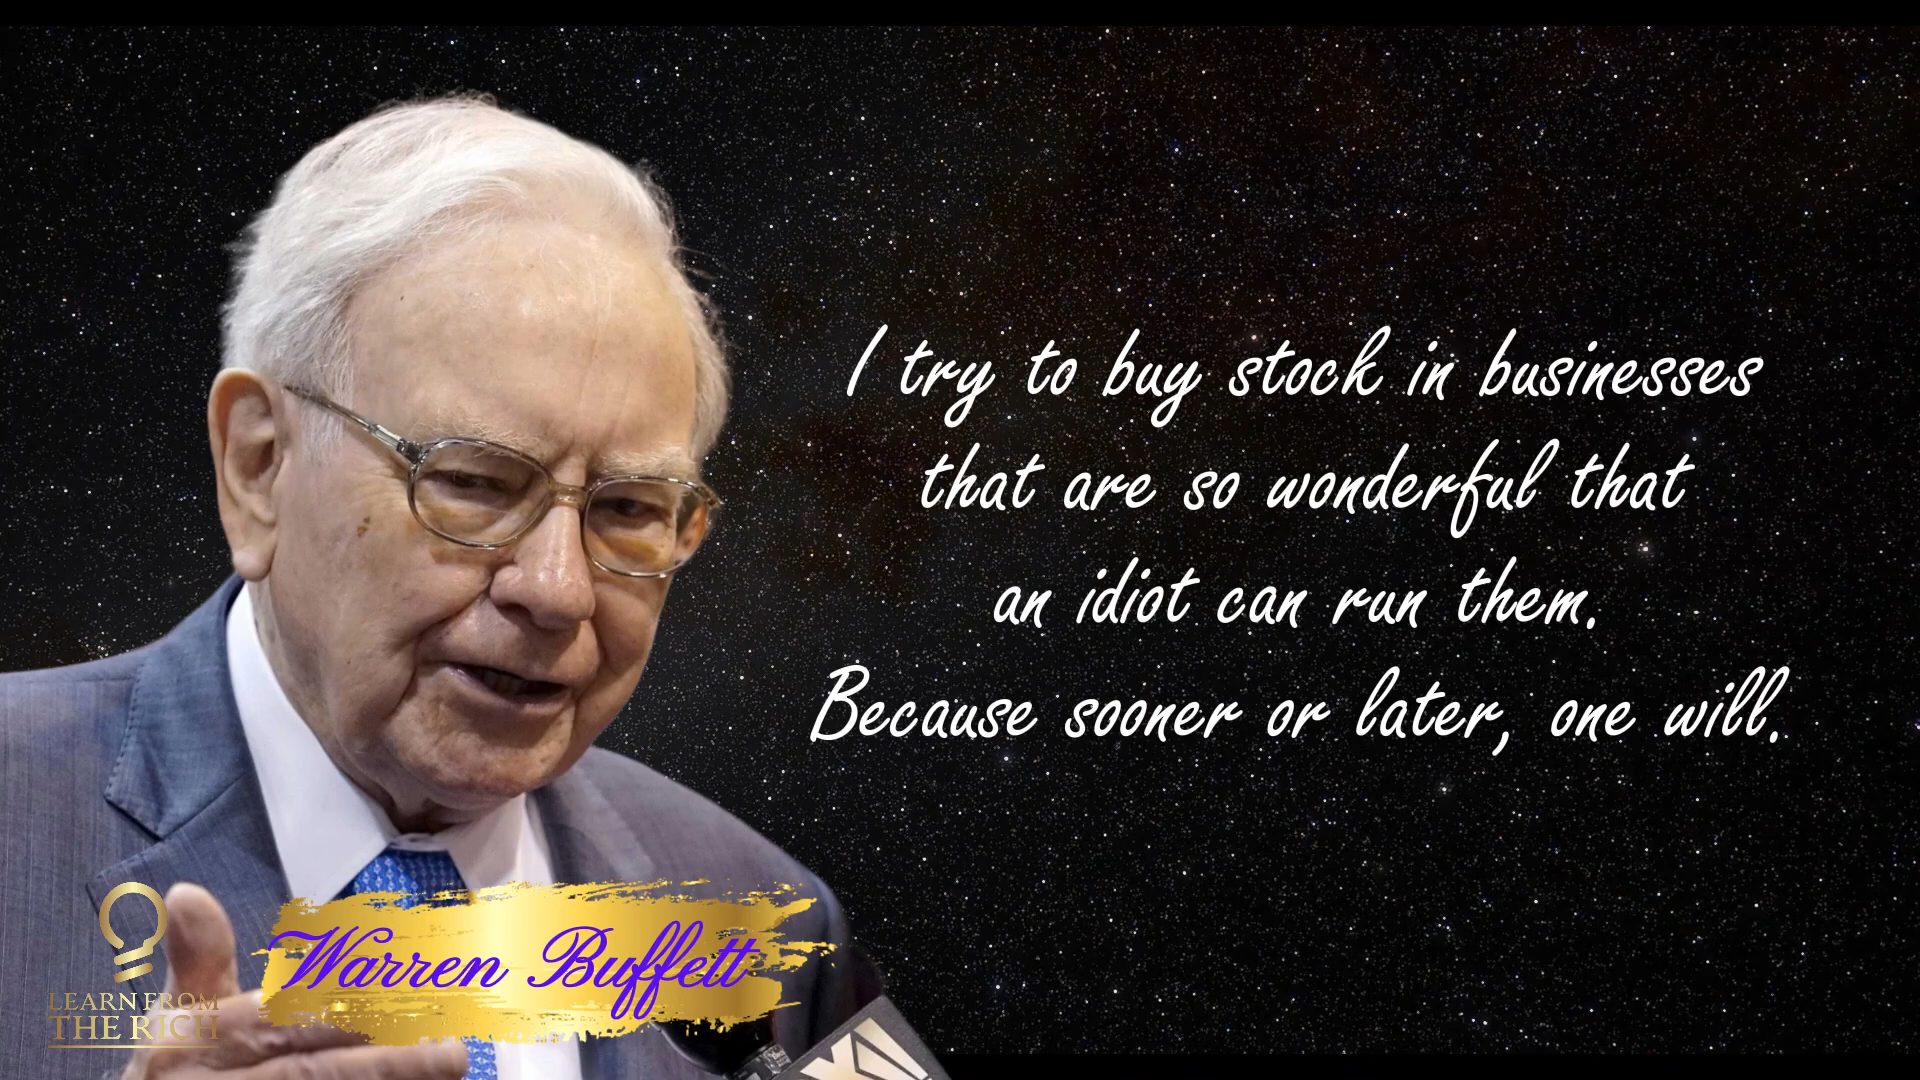 I try to buy stock in businesses
that are so wonderful that
an idiot can run them.
Because sooner or later, one will.
Warren Buffett
LEARN FROM
THE RICH